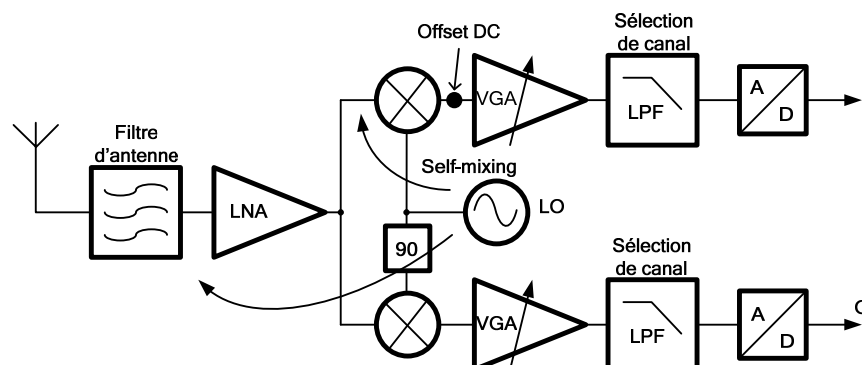 Offset DC
Sélection
de canal
VGA
LPF
A
D
Filtre
d'antenne
LNA
Self-mixing
LO
90
Sélection
de canal
VGA
LPF
A
D